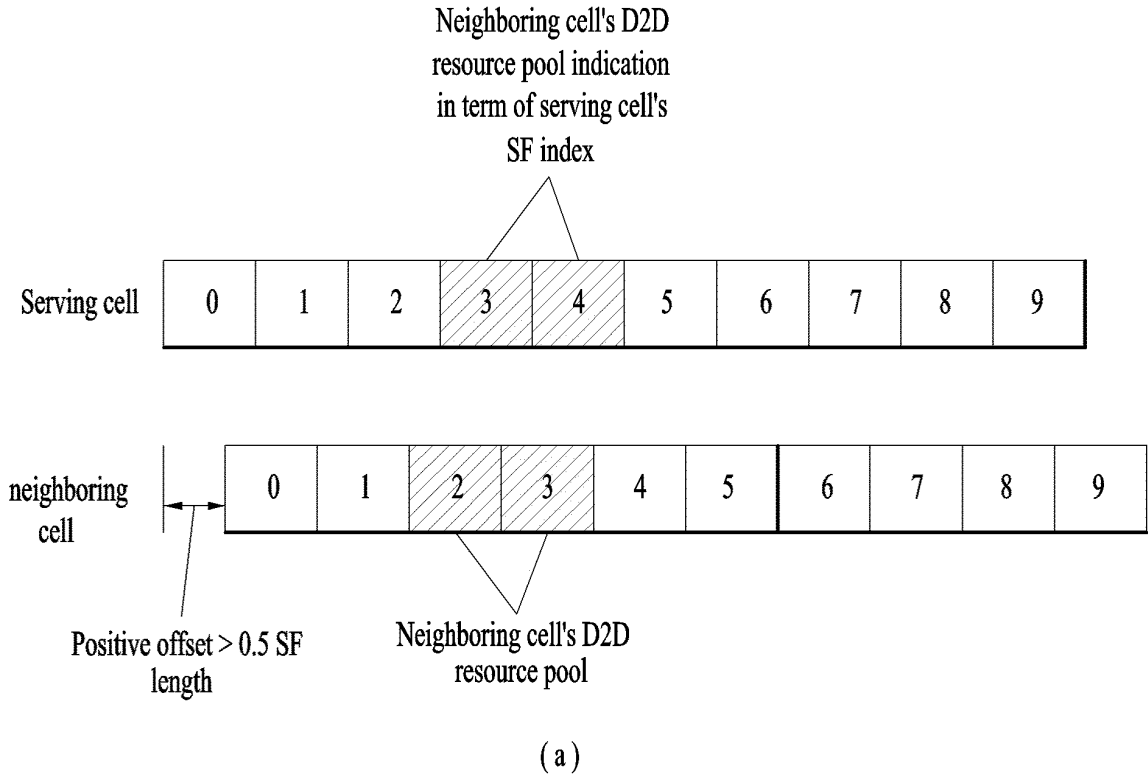 Neighboring cell's D2D
resource pool indication
in term of serving cell's
SF index
Serving cell
0 1 2 3 4 5 6 7 8 9
neighboring
cell
0 1 2 3 4 5 6 7 8 9
Positive offset > 0.5 SF
length
Neighboring cell's D2D
resource pool
( a )